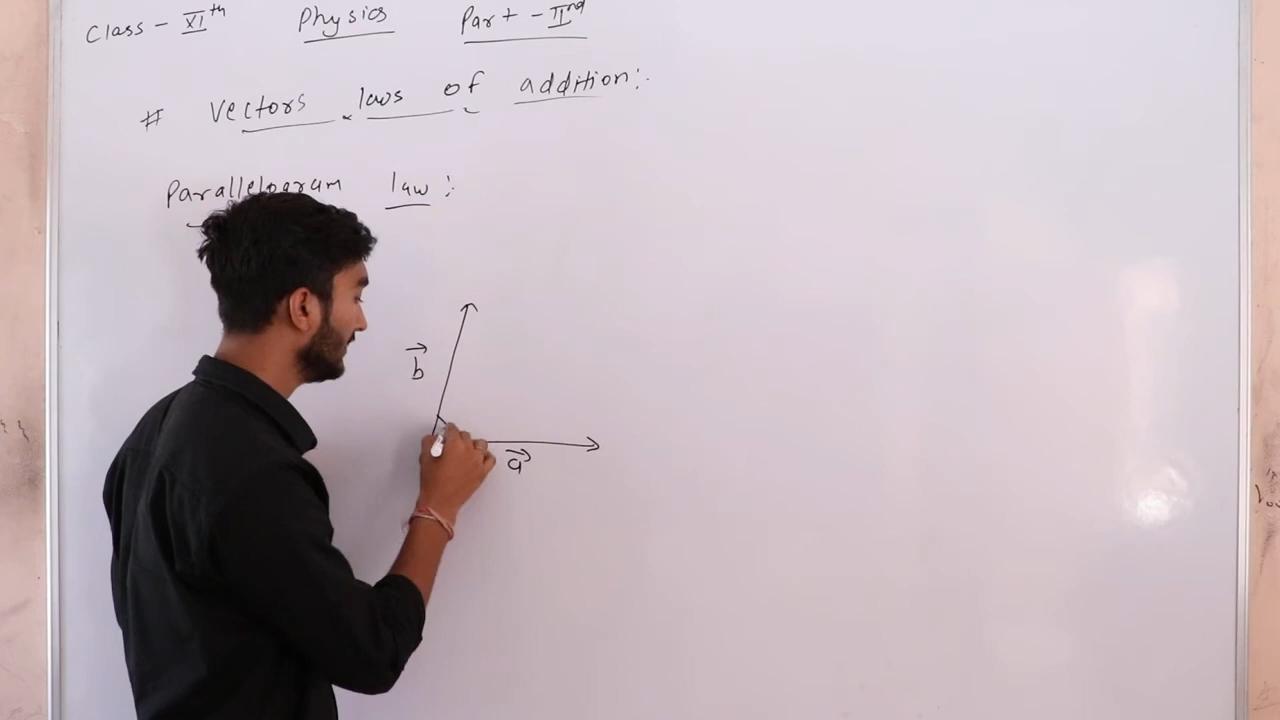 Class - XIth Physics Part - IInd
# Vectors laws of addition :-
Parallelogram law :
b
a